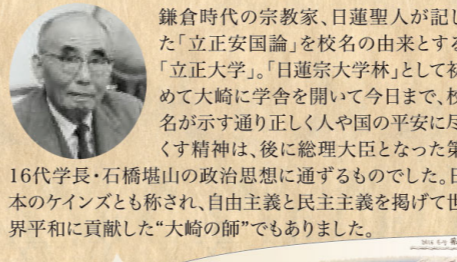 鎌倉時代の宗教家、日蓮聖人が記し
た「立正安国論」を校名の由来とする
「立正大学」。「日蓮宗大学林」として初
めて大崎に学舎を開いて今日まで、校
名が示す通り正しく人や国の平安に尽
くす精神は、後に総理大臣となった第
16代学長・石橋堪山の政治思想に通ずるものでした。日
本のケインズとも称され、自由主義と民主主義を掲げて世
界平和に貢献した“大崎の師”でもありました。